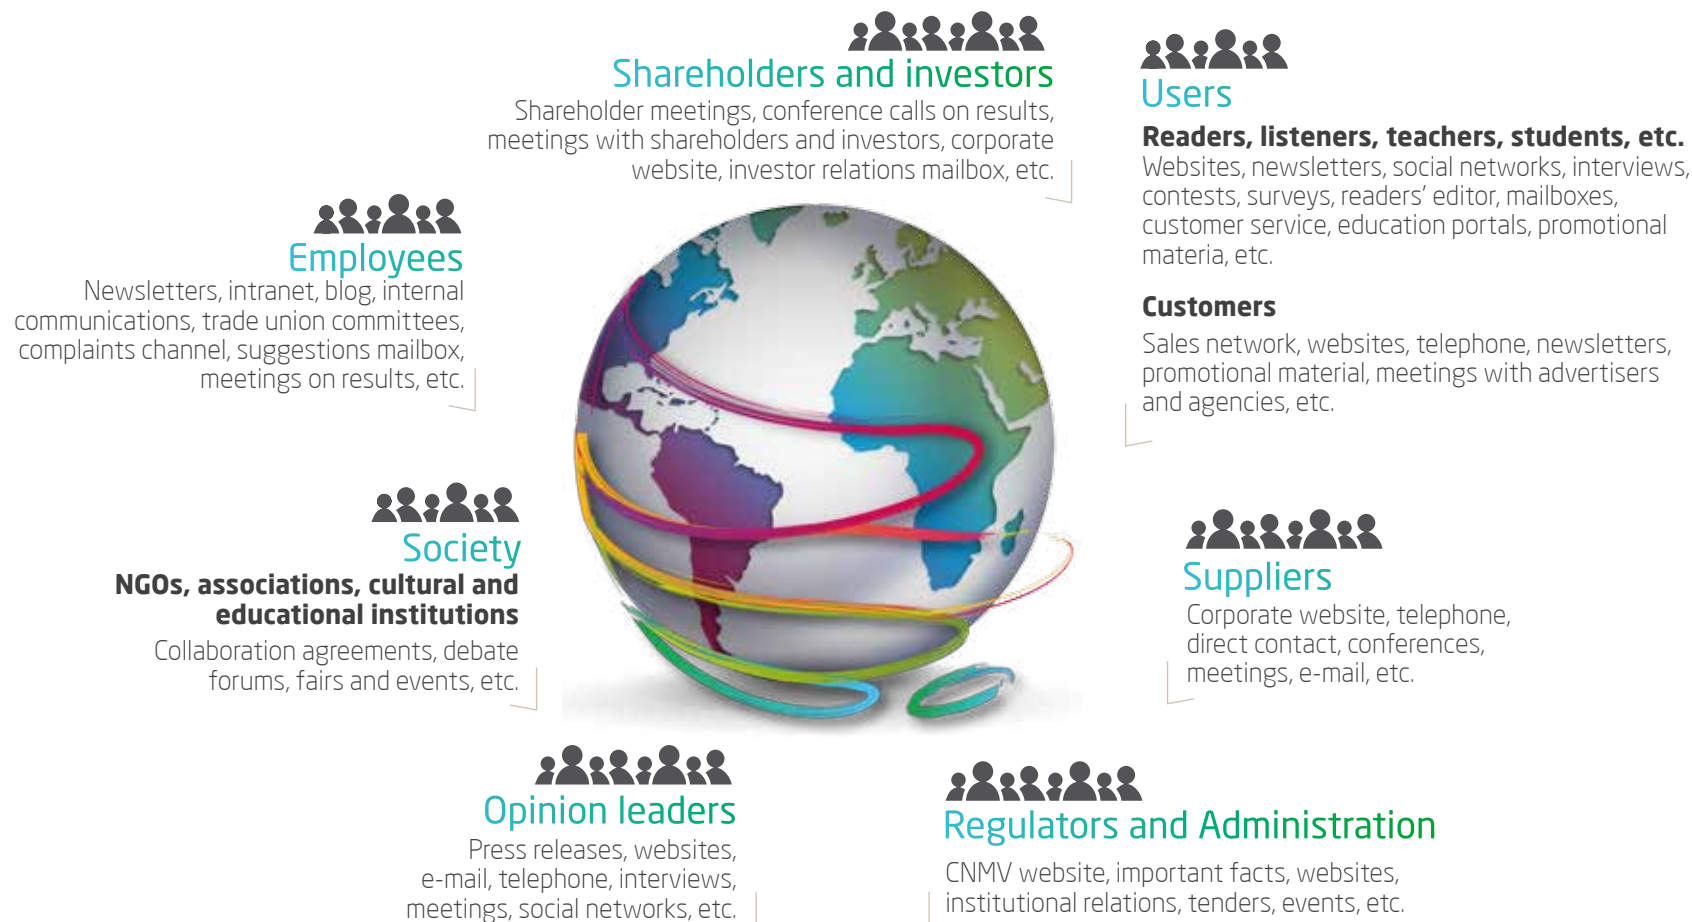 Shareholders and investors
Shareholder meetings, conference calls on results,
meetings with shareholders and investors, corporate
website, investor relations mailbox, etc.
Users
Readers, listeners, teachers, students, etc.
Websites, newsletters, social networks, interviews,
contests, surveys, readers' editor, mailboxes,
customer service, education portals, promotional
materia, etc.
Customers
Sales network, websites, telephone, newsletters,
promotional material, meetings with advertisers
and agencies, etc.
Employees
Newsletters, intranet, blog, internal
communications, trade union committees,
complaints channel, suggestions mailbox,
meetings on results, etc.
Society
NGOs, associations, cultural and
educational institutions
Collaboration agreements, debate
forums, fairs and events, etc.
Suppliers
Corporate website, telephone,
direct contact, conferences,
meetings, e-mail, etc.
Opinion leaders
Press releases, websites,
e-mail, telephone, interviews,
meetings, social networks, etc.
Regulators and Administration
CNMV website, important facts, websites,
institutional relations, tenders, events, etc.